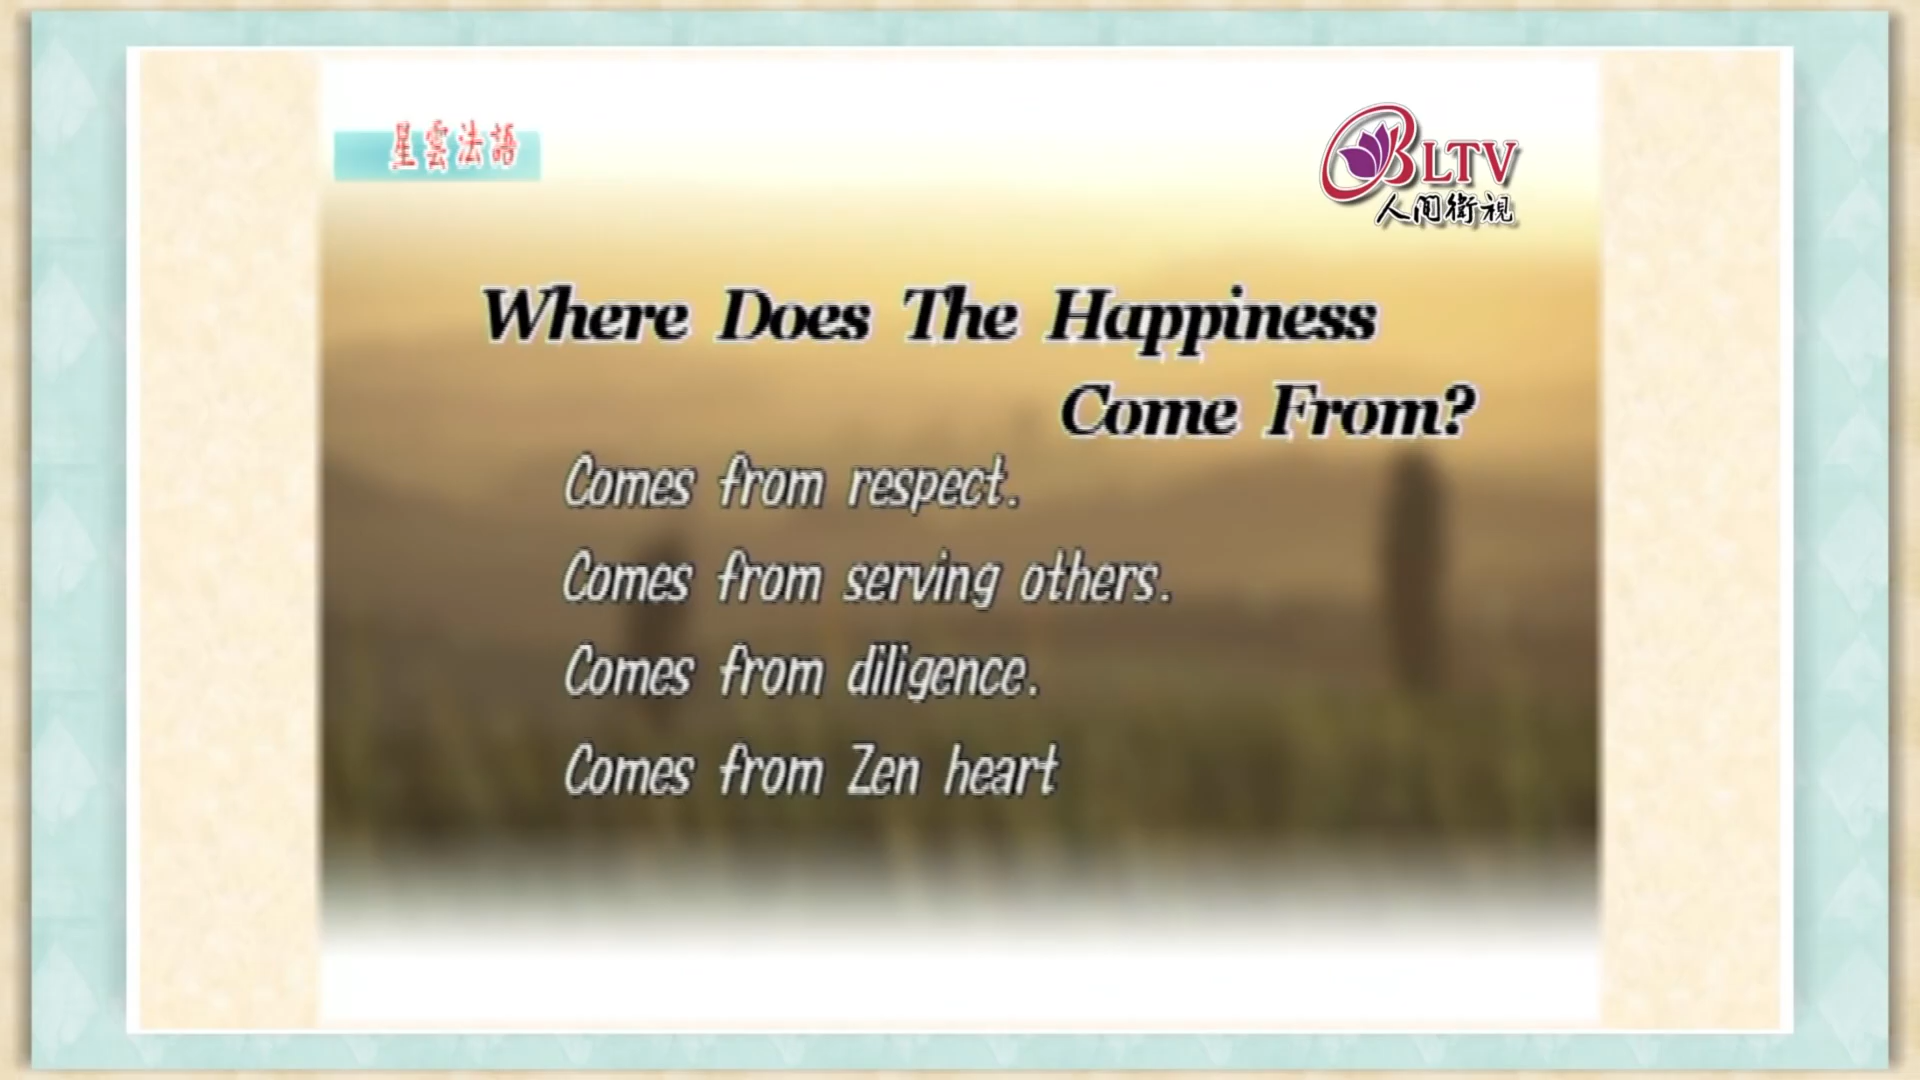 星雲法語
BLTV
人間衛視
Where Does The Happiness
Come From?
Comes from respect.
Comes from serving others.
Comes from diligence.
Comes from Zen heart